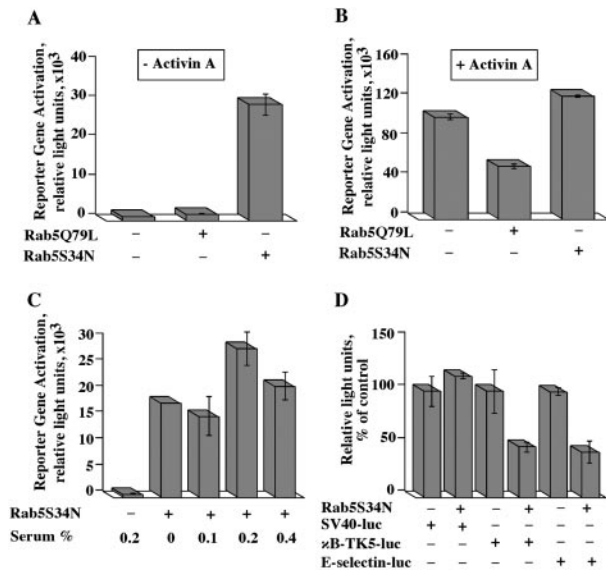 A
Reporter Gene Activation,
relative light units, x10³
- Activin A
40
30
20
10
0
Rab5Q79L – + –
Rab5S34N – – +
B
Reporter Gene Activation,
relative light units, x10³
+ Activin A
160
120
80
40
0
Rab5Q79L – + –
Rab5S34N – – +
C
Reporter Gene Activation,
relative light units, x10³
30
25
20
15
10
5
0
Rab5S34N – + + + +
Serum % 0.2 0 0.1 0.2 0.4
D
Relative light units,
% of control
150
100
50
0
Rab5S34N – + – + – +
SV40-luc + + – – – –
κB-TK5-luc – – + + – –
E-selectin-luc – – – – + +